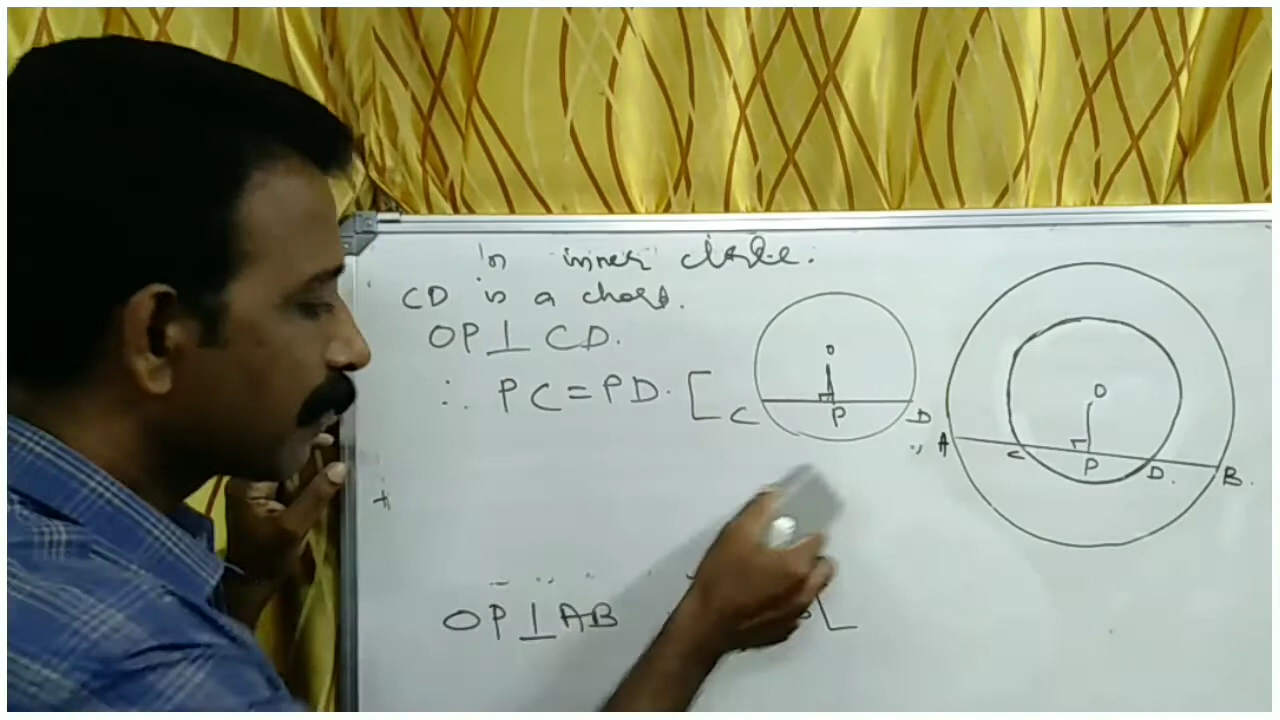 in inner circle.
CD is a chord.
OP⊥ CD.
∴ PC=PD. [
O
C P D
O
A C P D. B.
OP⊥AB